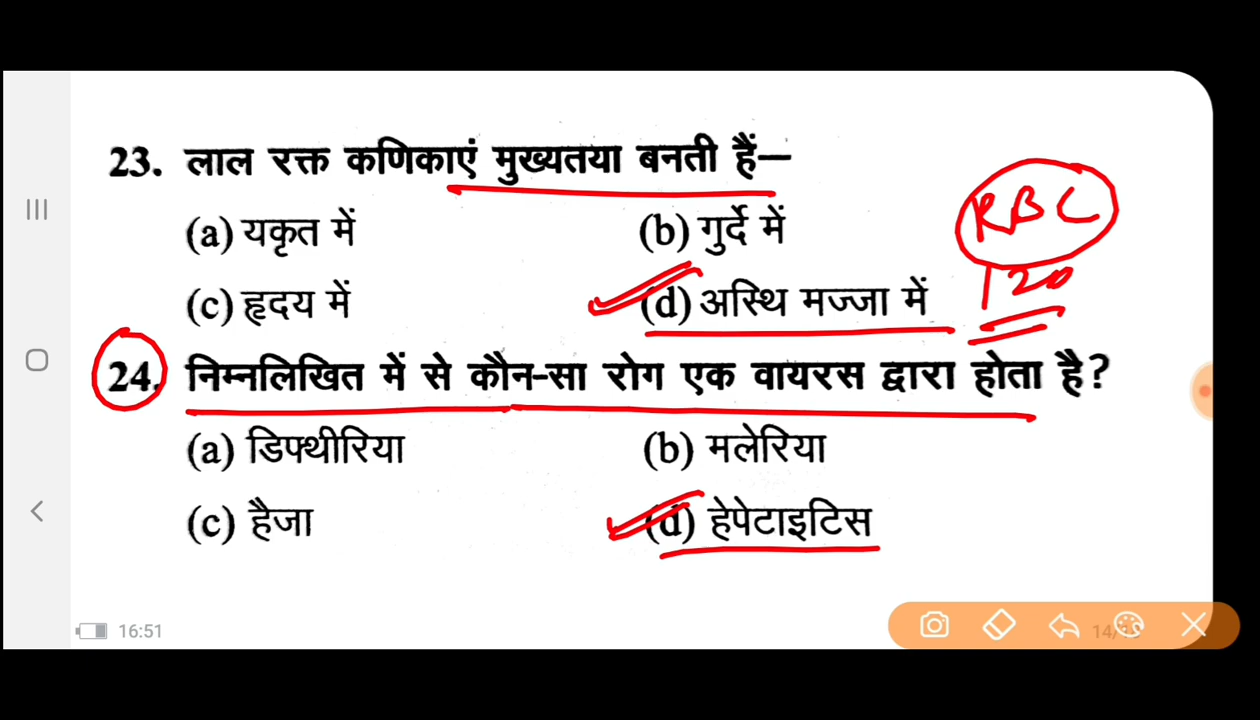 23. लाल रक्त कणिकाएं मुख्यतया बनती हैं—
(a) यकृत में (b) गुर्दे में
(c) हृदय में (d) अस्थि मज्जा में
RBC
120
24. निम्नलिखित में से कौन-सा रोग एक वायरस द्वारा होता है?
(a) डिफ्थीरिया (b) मलेरिया
(c) हैजा (d) हेपेटाइटिस
16:51